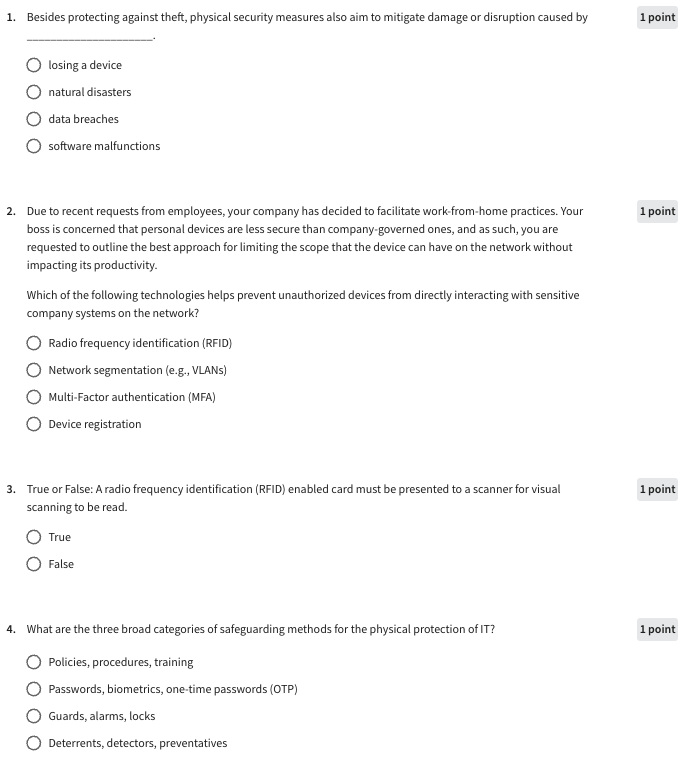 1. Besides protecting against theft, physical security measures also aim to mitigate damage or disruption caused by
____________________.
1 point
losing a device
natural disasters
data breaches
software malfunctions
2. Due to recent requests from employees, your company has decided to facilitate work-from-home practices. Your
boss is concerned that personal devices are less secure than company-governed ones, and as such, you are
requested to outline the best approach for limiting the scope that the device can have on the network without
impacting its productivity.
1 point
Which of the following technologies helps prevent unauthorized devices from directly interacting with sensitive
company systems on the network?
Radio frequency identification (RFID)
Network segmentation (e.g., VLANs)
Multi-Factor authentication (MFA)
Device registration
3. True or False: A radio frequency identification (RFID) enabled card must be presented to a scanner for visual
scanning to be read.
1 point
True
False
4. What are the three broad categories of safeguarding methods for the physical protection of IT?
1 point
Policies, procedures, training
Passwords, biometrics, one-time passwords (OTP)
Guards, alarms, locks
Deterrents, detectors, preventatives